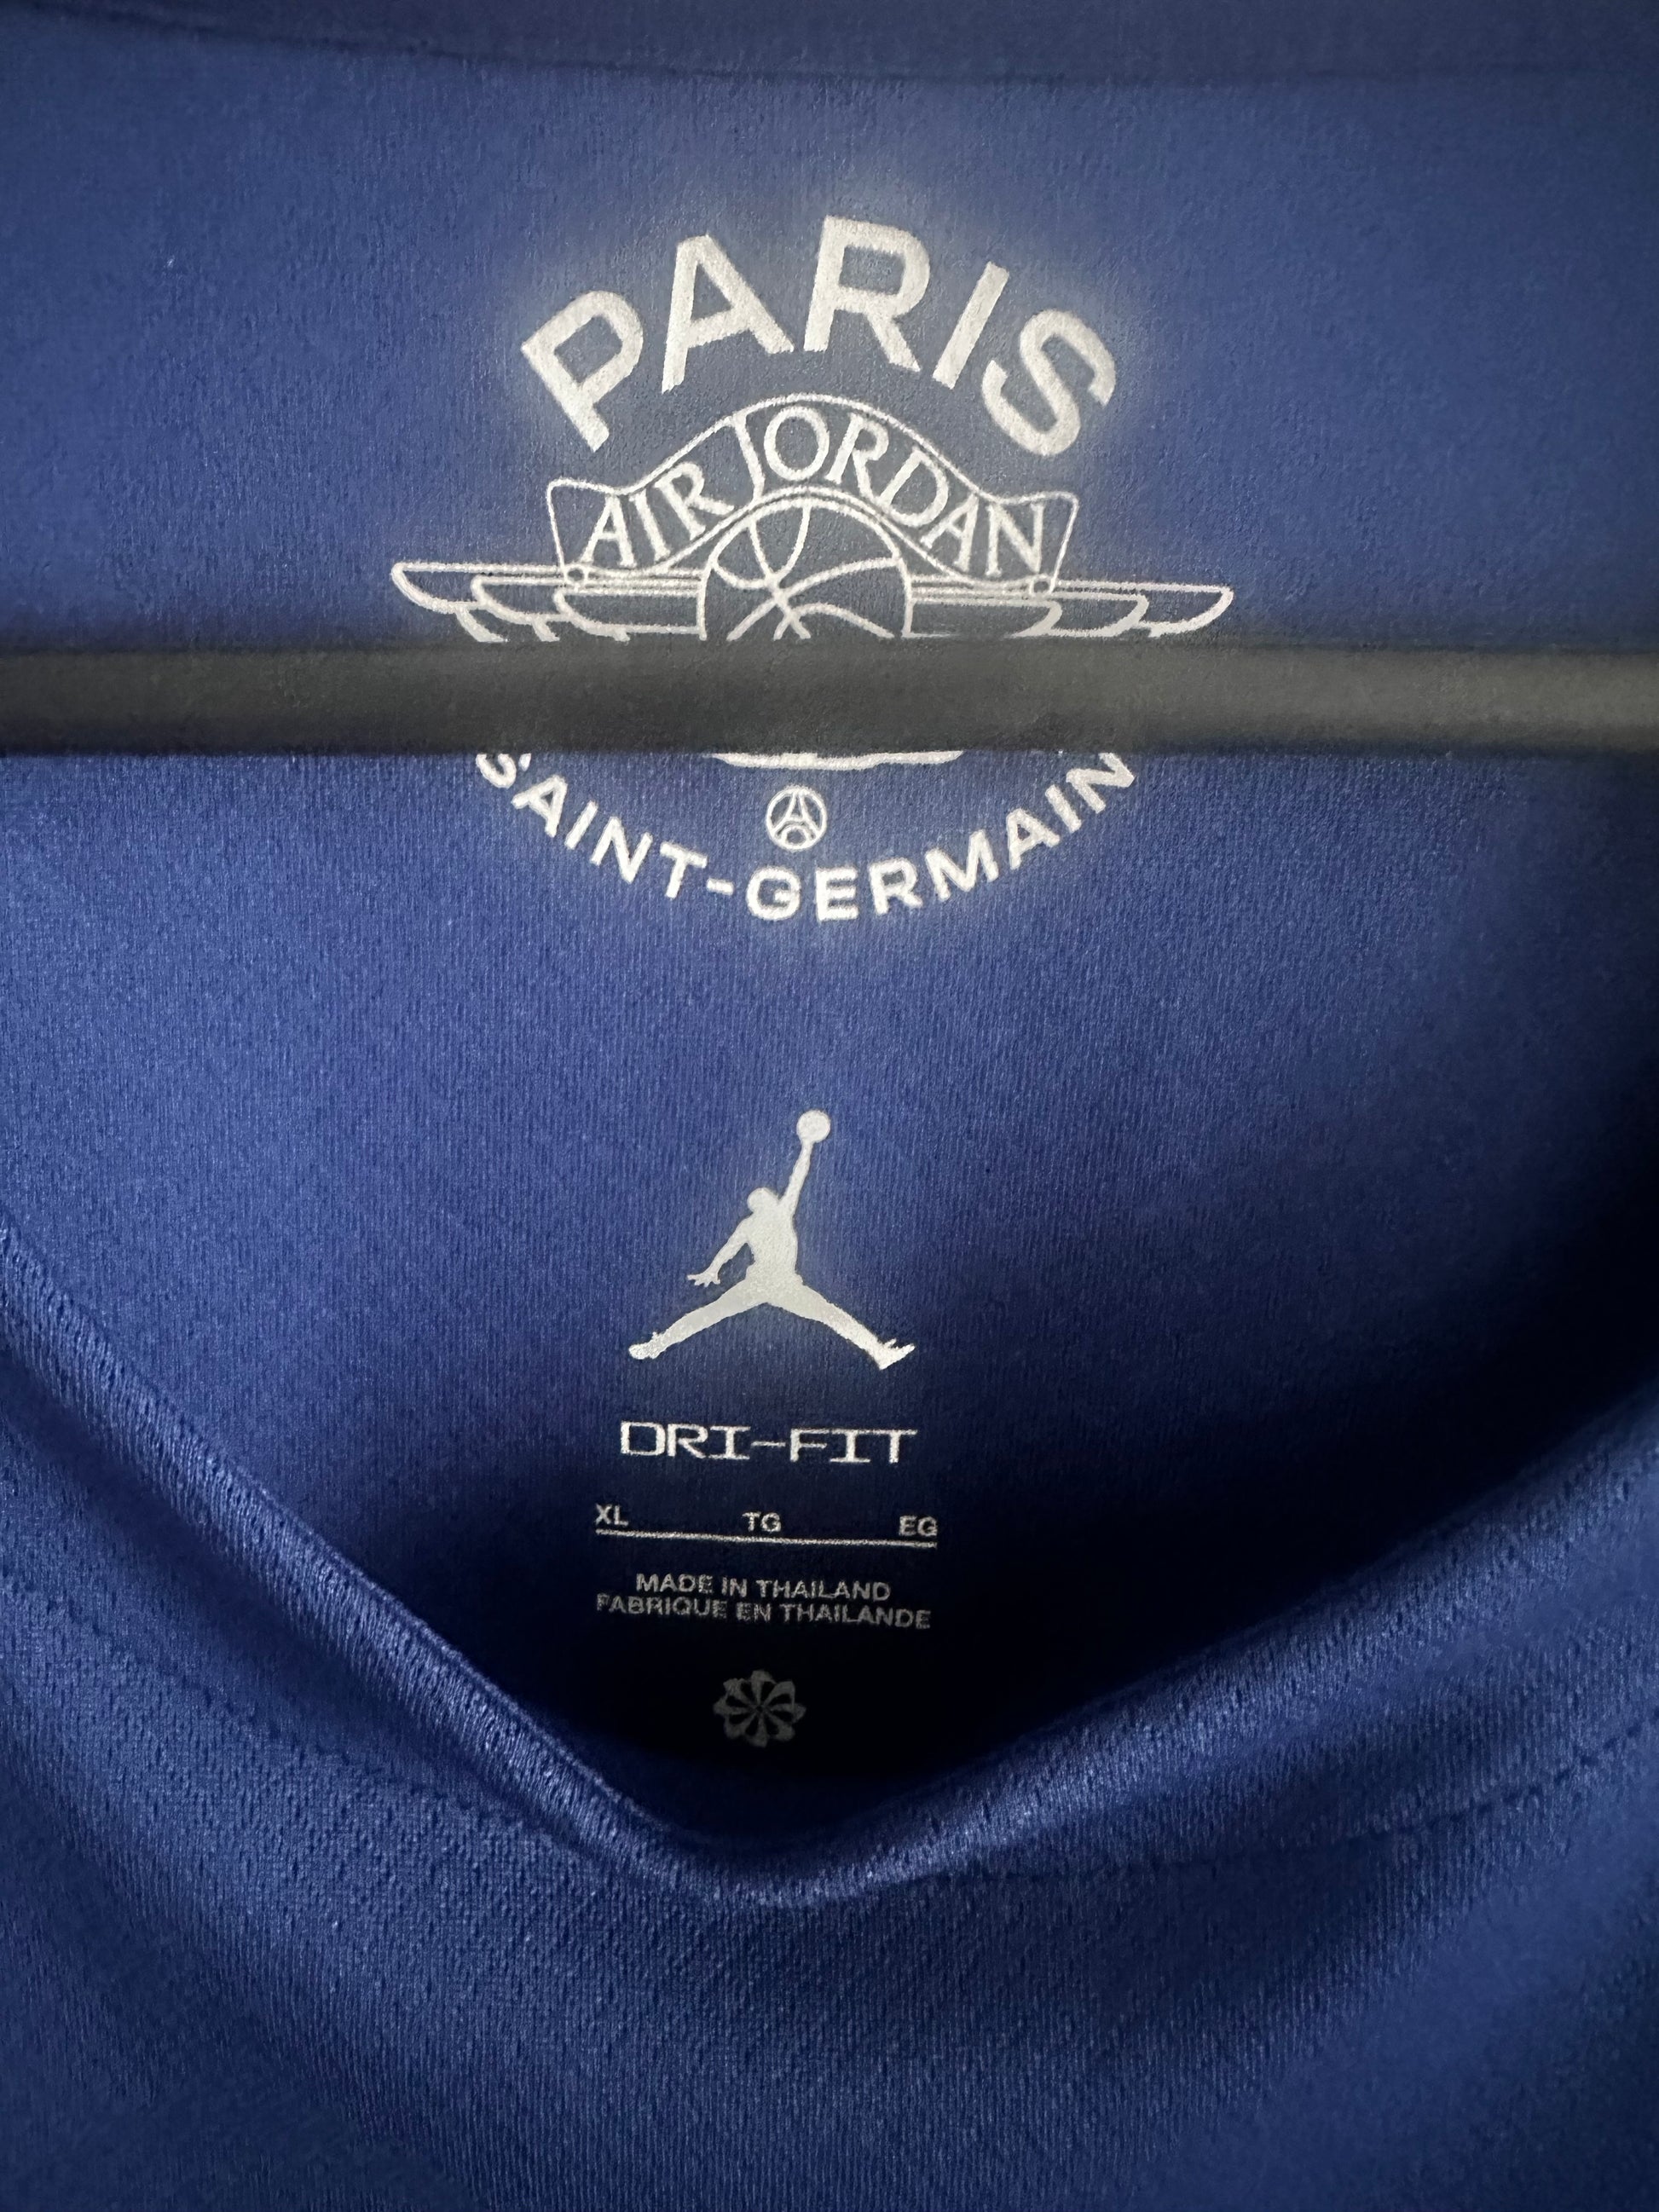 PARIS
AIR JORDAN
SAINT-GERMAIN
DRI-FIT
XL TG EG
MADE IN THAILAND
FABRIQUE EN THAILANDE